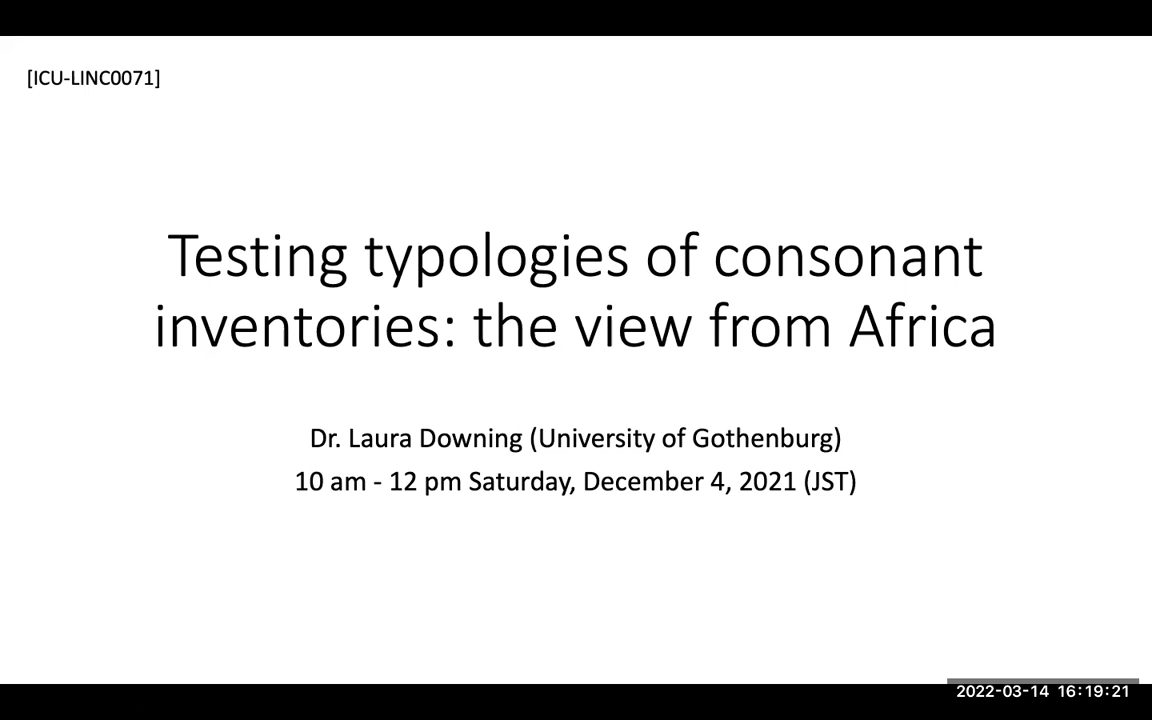 [ICU-LINC0071]
Testing typologies of consonant
inventories: the view from Africa
Dr. Laura Downing (University of Gothenburg)
10 am - 12 pm Saturday, December 4, 2021 (JST)
2022-03-14 16:19:21